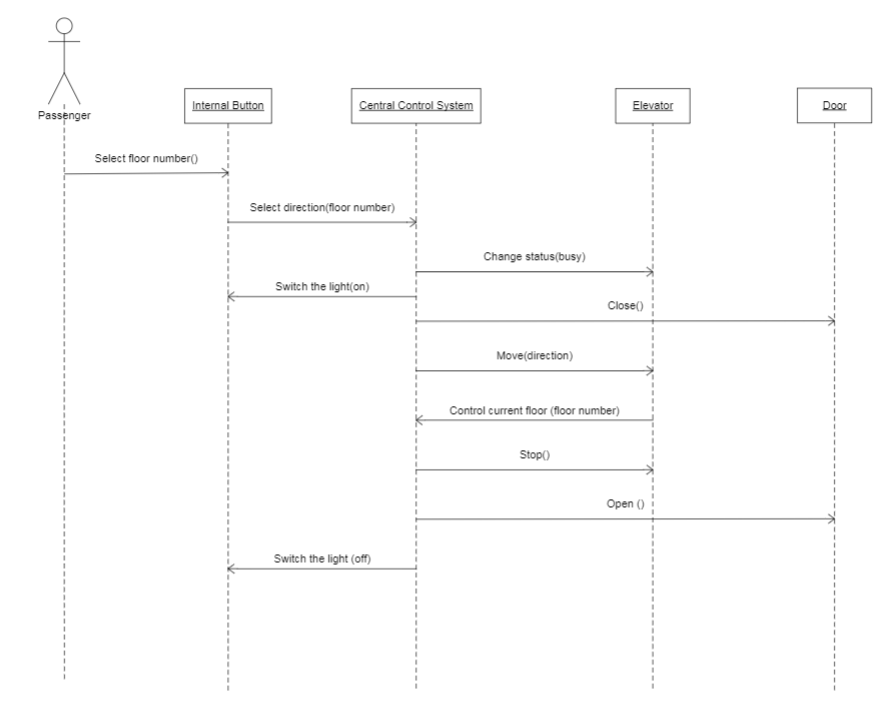 Passenger
Internal Button
Central Control System
Elevator
Door
Select floor number()
Select direction(floor number)
Change status(busy)
Switch the light(on)
Close()
Move(direction)
Control current floor (floor number)
Stop()
Open ()
Switch the light (off)